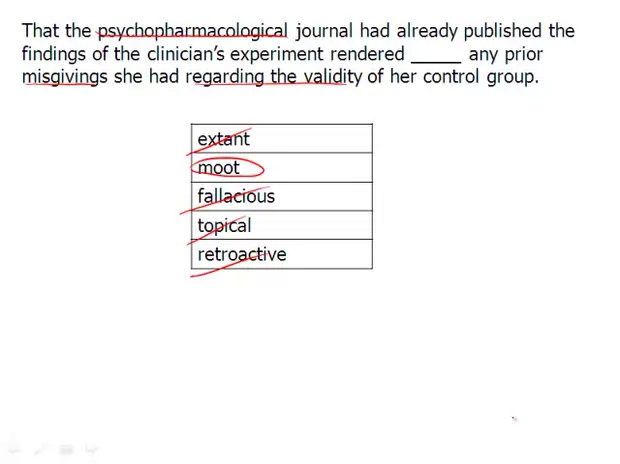 That the psychopharmacological journal had already published the
findings of the clinician's experiment rendered _____ any prior
misgivings she had regarding the validity of her control group.
extant
moot
fallacious
topical
retroactive